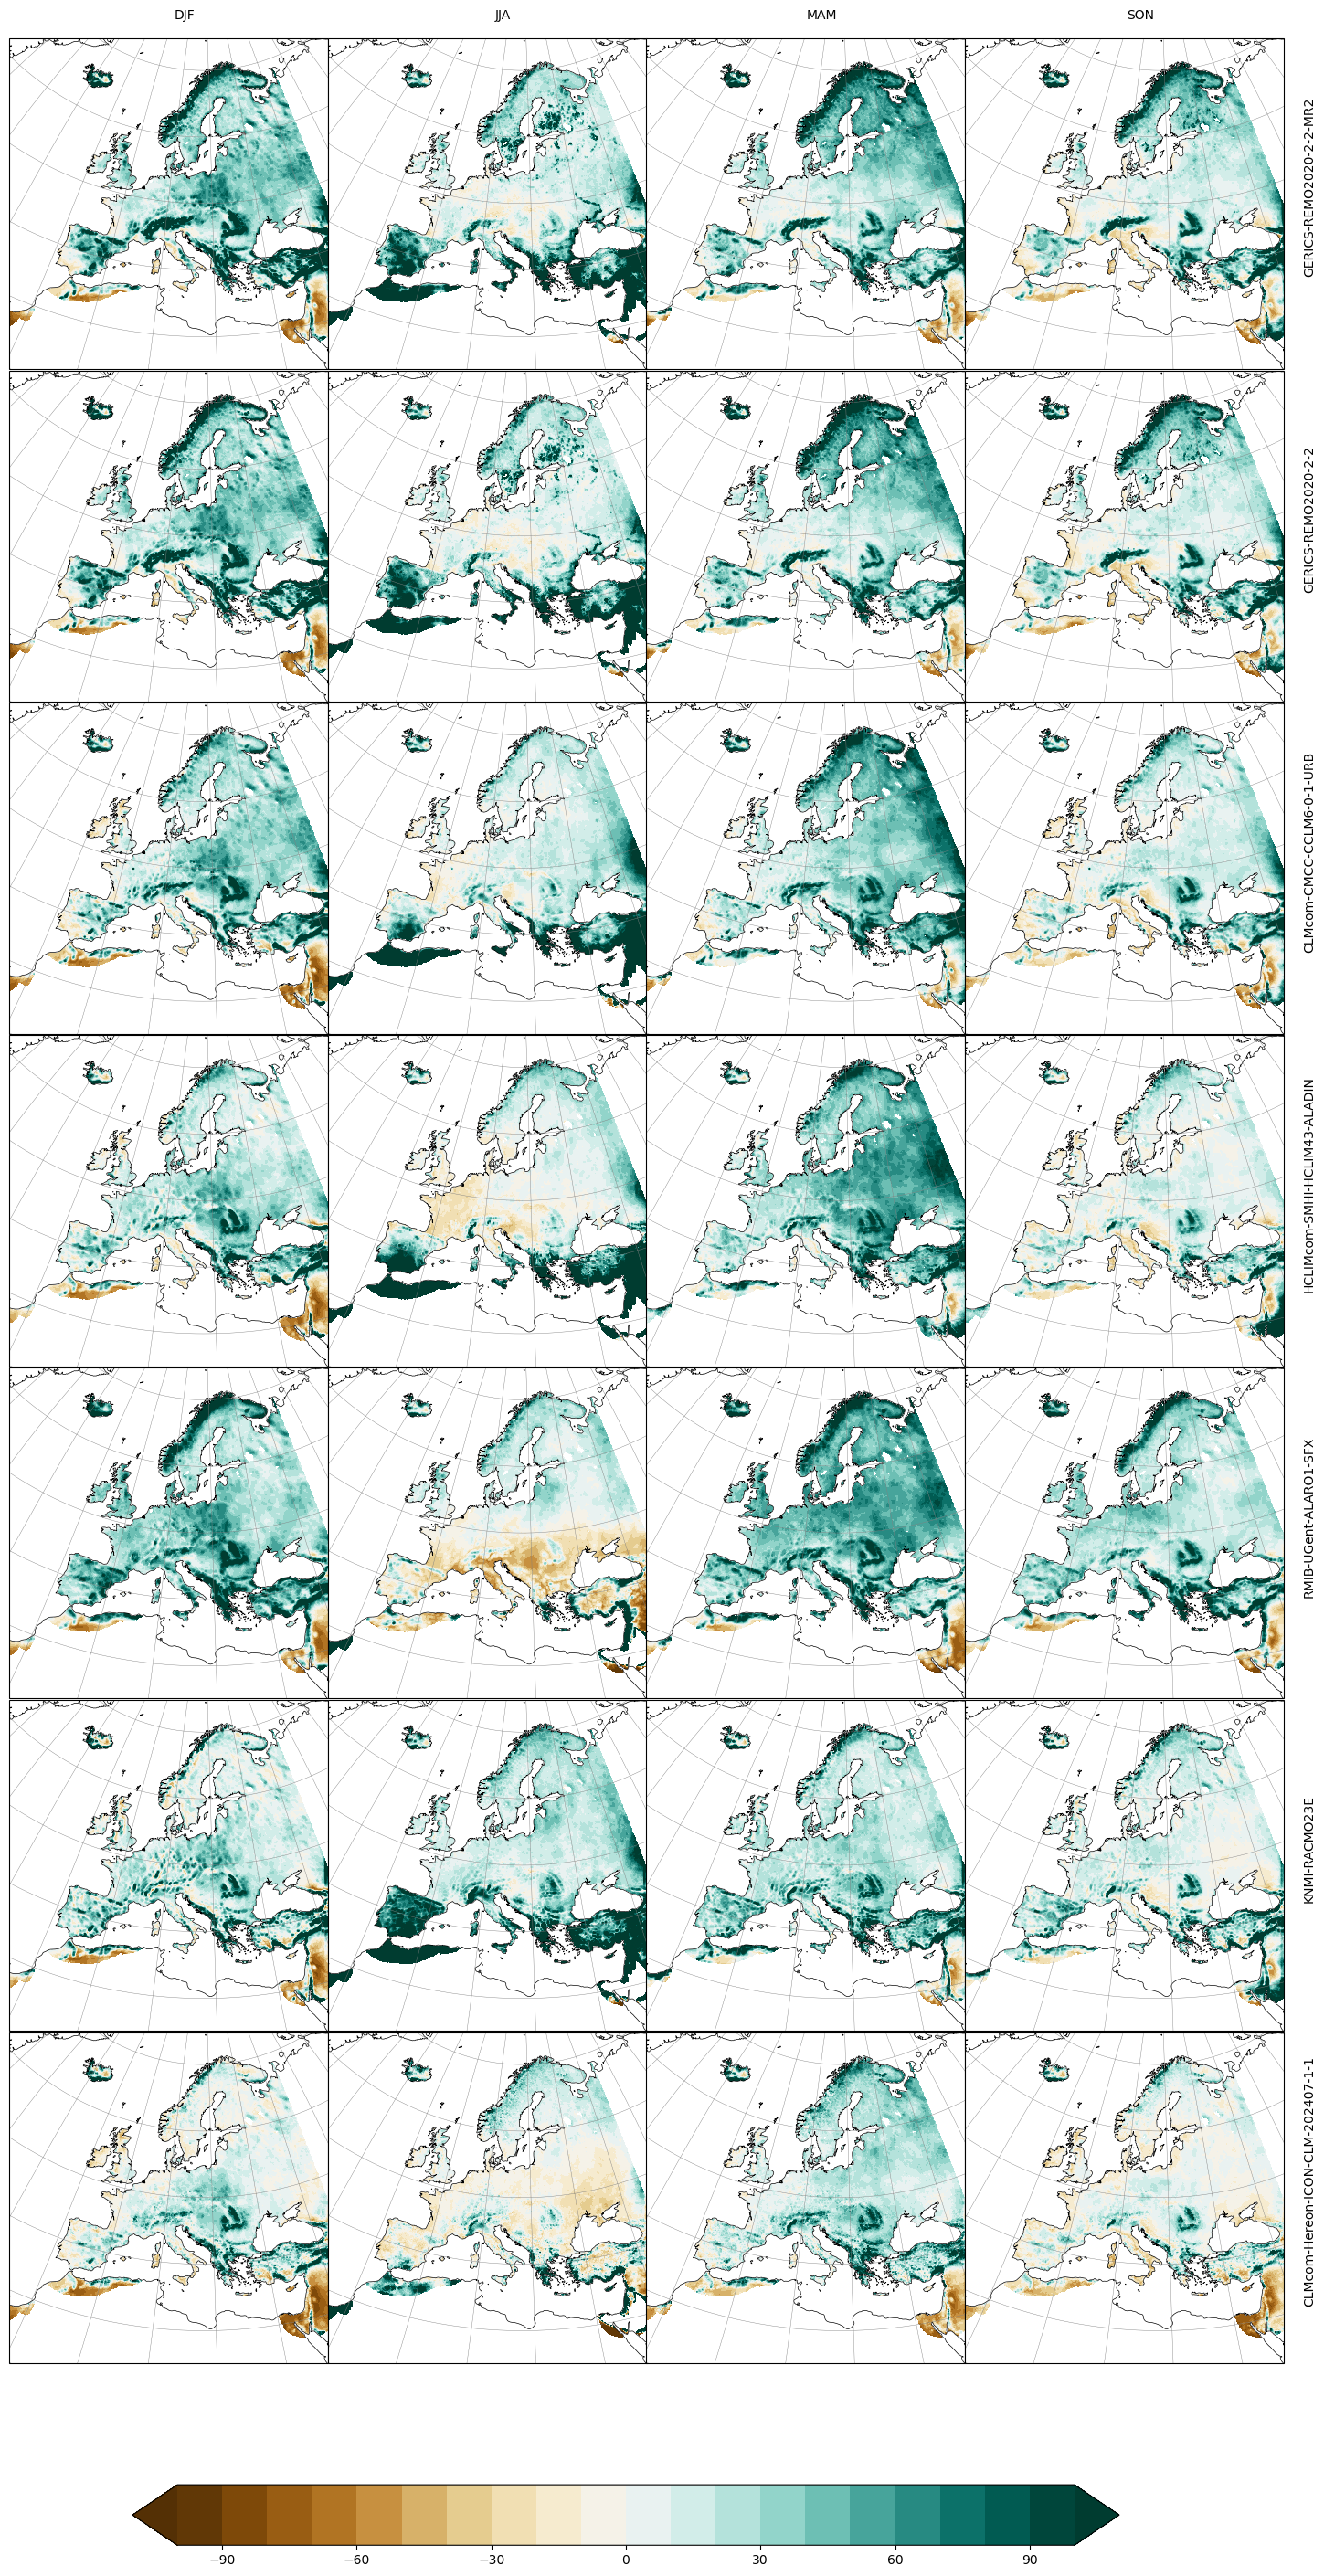 DJF JJA MAM SON
GERICS-REMO2020-2-2-MR2
GERICS-REMO2020-2-2
CLMcom-CMCC-CCLM6-0-1-URB
HCLIMcom-SMHI-HCLIM43-ALADIN
RMIB-UGent-ALARO1-SFX
KNMI-RACMO23E
CLMcom-Hereon-ICON-CLM-202407-1-1
−90 −60 −30 0 30 60 90